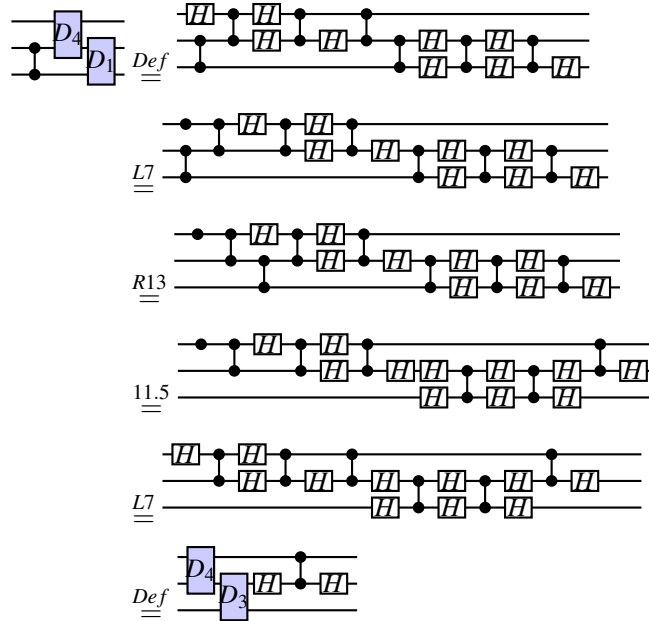 H H
D₄ H H H H
D₁ Def = H H H
H H
H H H H
L7 = H H H
H H
H H H H
R13 = H H H
H H
H H H H H H
11.5 = H H H
H H
H H H H H H
L7 = H H H
D₄ H H
Def = D₃